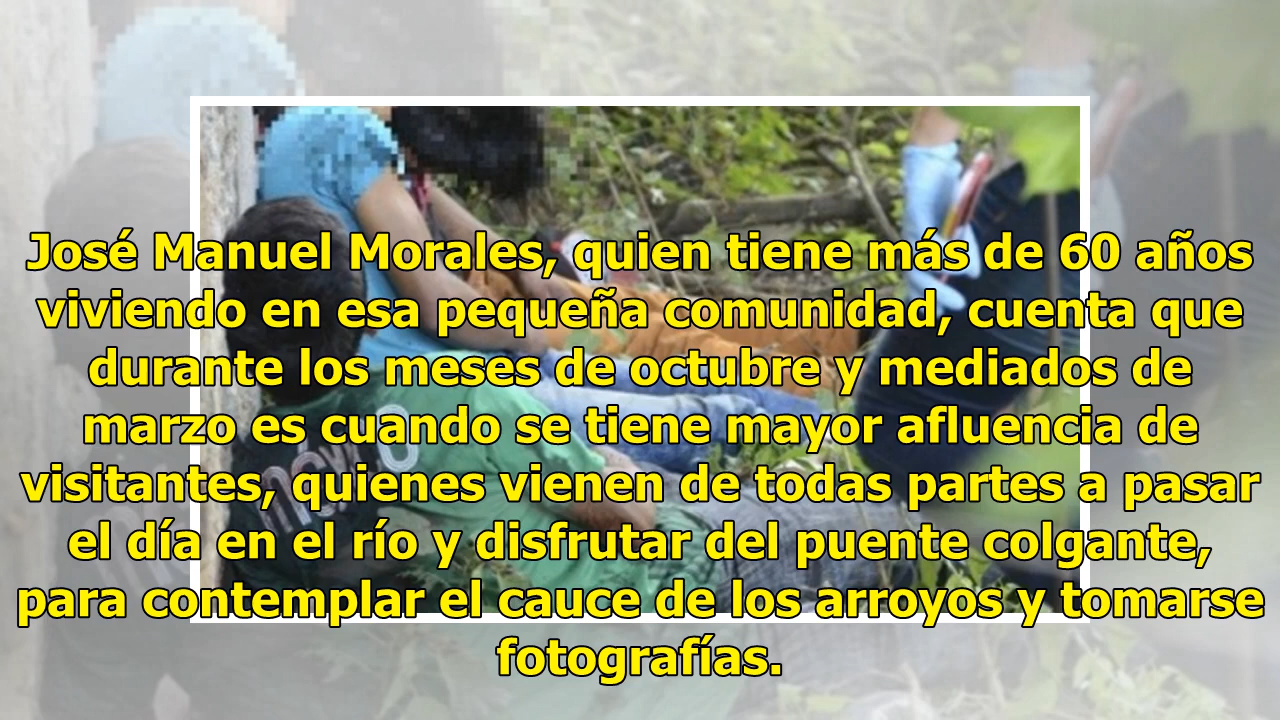 José Manuel Morales, quien tiene más de 60 años
viviendo en esa pequeña comunidad, cuenta que
durante los meses de octubre y mediados de
marzo es cuando se tiene mayor afluencia de
visitantes, quienes vienen de todas partes a pasar
el día en el río y disfrutar del puente colgante,
para contemplar el cauce de los arroyos y tomarse
fotografías.